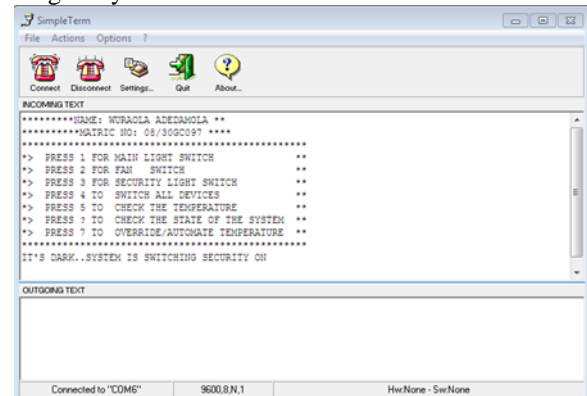 SimpleTerm
File Actions Options ?
Connect Disconnect Settings... Quit About...
INCOMING TEXT
*********NAME: WURAOLA ADEDAMOLA **
**********MATRIC NO: 08/30GC097 ****
*******************************************
*> PRESS 1 FOR MAIN LIGHT SWITCH **
*> PRESS 2 FOR FAN SWITCH **
*> PRESS 3 FOR SECURITY LIGHT SWITCH **
*> PRESS 4 TO SWITCH ALL DEVICES **
*> PRESS 5 TO CHECK THE TEMPERATURE **
*> PRESS ? TO CHECK THE STATE OF THE SYSTEM **
*> PRESS 7 TO OVERRIDE/AUTOMATE TEMPERATURE **
*******************************************
IT'S DARK..SYSTEM IS SWITCHING SECURITY ON
OUTGOING TEXT
Connected to "COM6" 9600,8,N,1 Hw:None - Sw:None